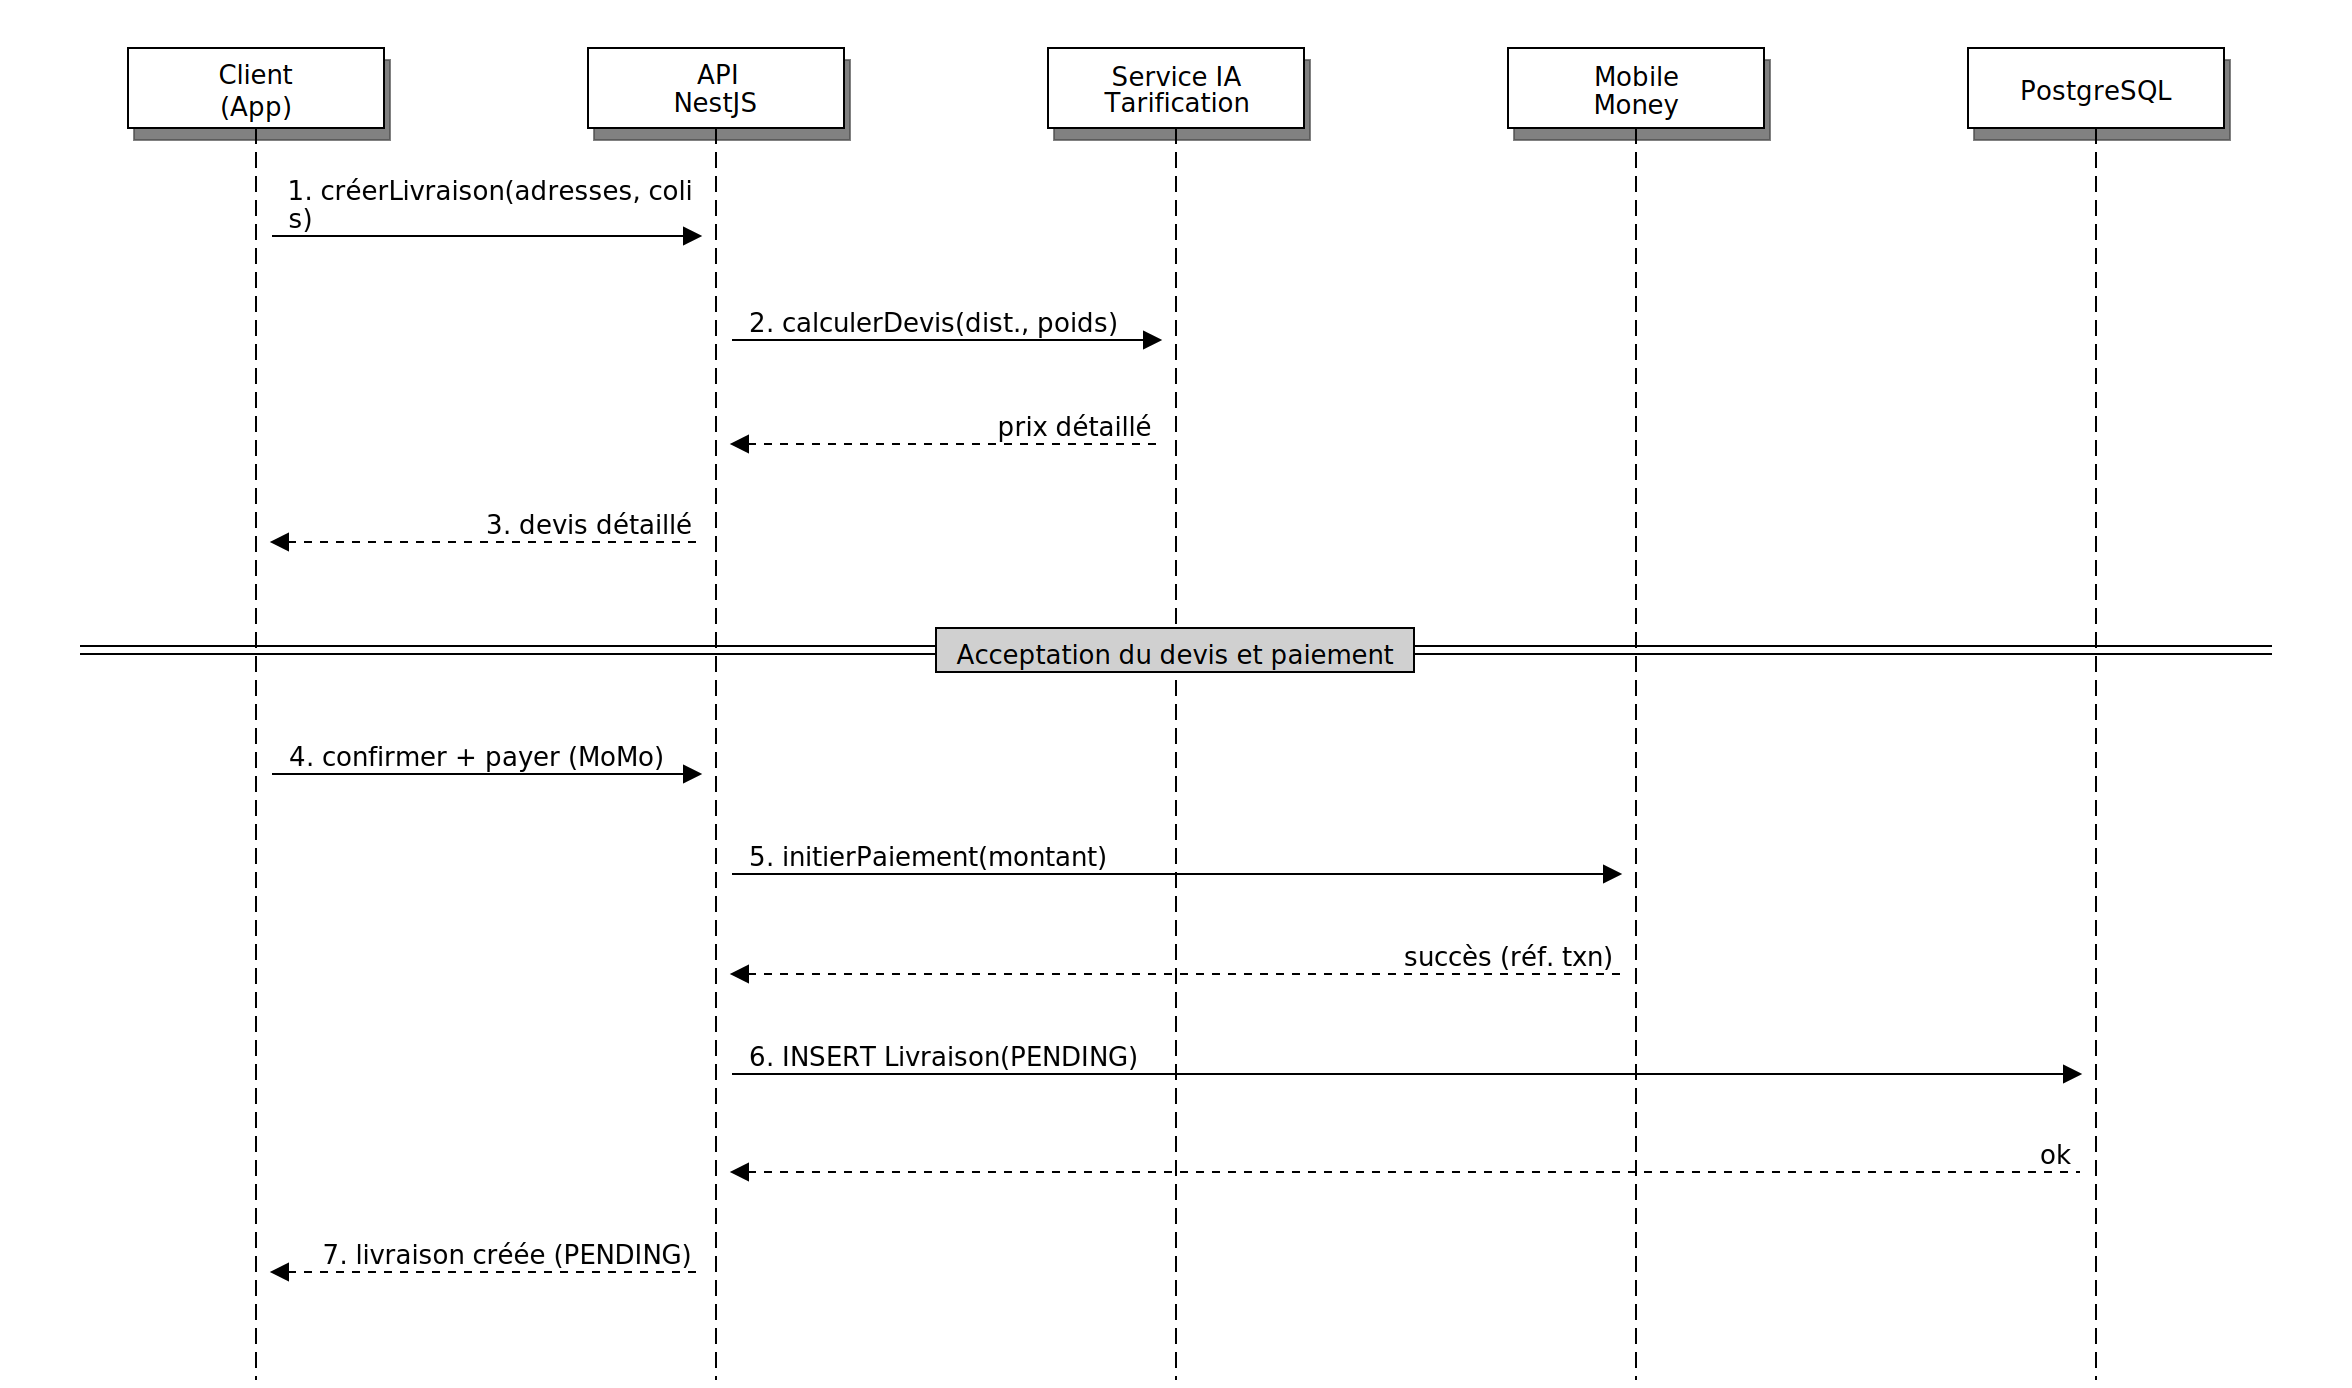 Client
(App)
API
NestJS
Service IA
Tarification
Mobile
Money
PostgreSQL
1. créerLivraison(adresses, coli
s)
2. calculerDevis(dist., poids)
prix détaillé
3. devis détaillé
Acceptation du devis et paiement
4. confirmer + payer (MoMo)
5. initierPaiement(montant)
succès (réf. txn)
6. INSERT Livraison(PENDING)
ok
7. livraison créée (PENDING)